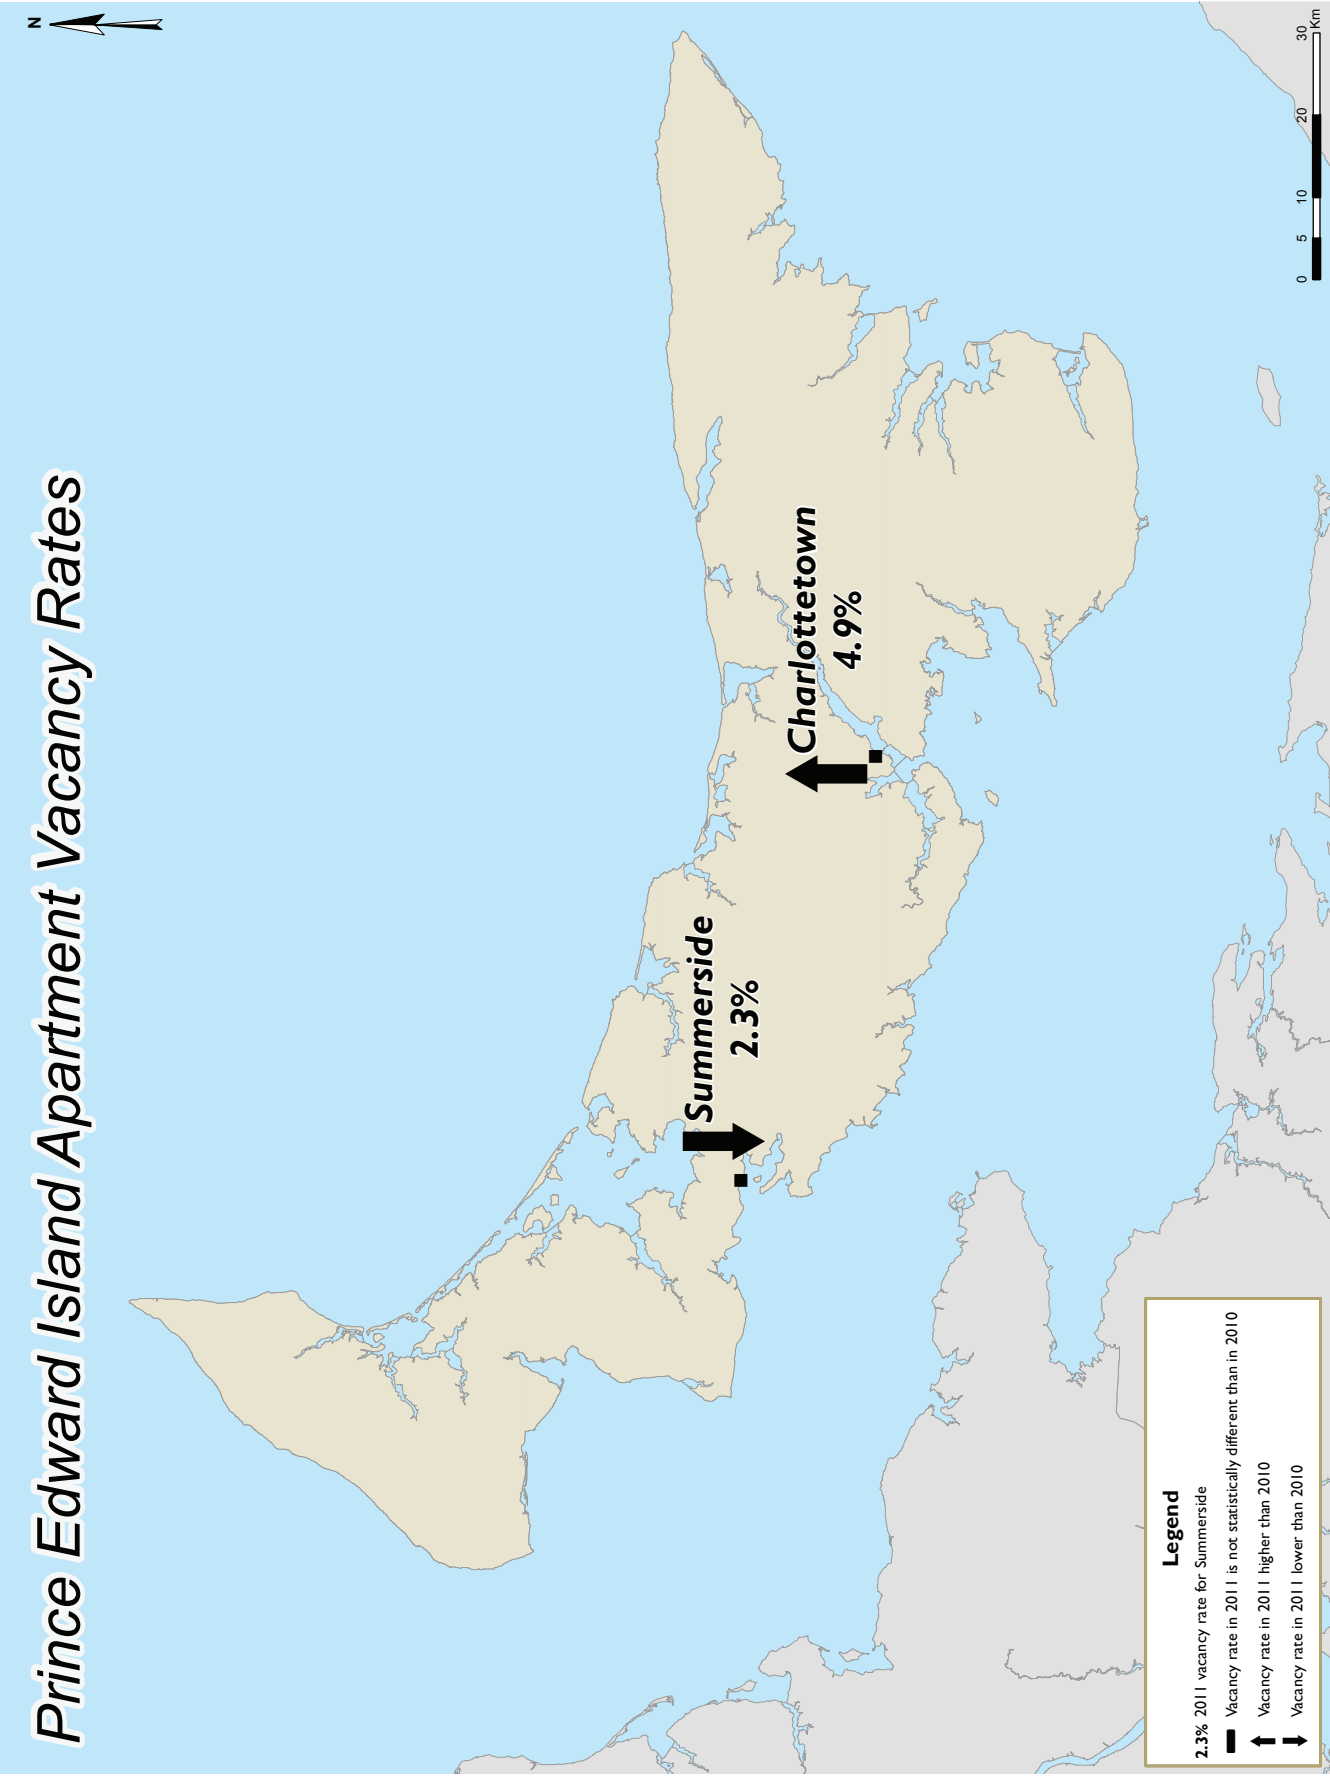 Prince Edward Island Apartment Vacancy Rates
N
Summerside
2.3%
Charlottetown
4.9%
Legend
2.3% 2011 vacancy rate for Summerside
Vacancy rate in 2011 is not statistically different than in 2010
Vacancy rate in 2011 higher than 2010
Vacancy rate in 2011 lower than 2010
0 5 10 20 30
Km